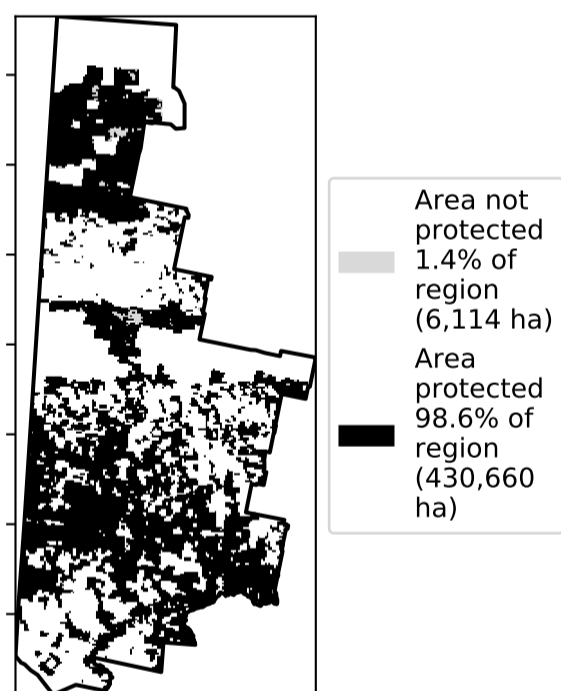 Area not
protected
1.4% of
region
(6,114 ha)
Area
protected
98.6% of
region
(430,660
ha)